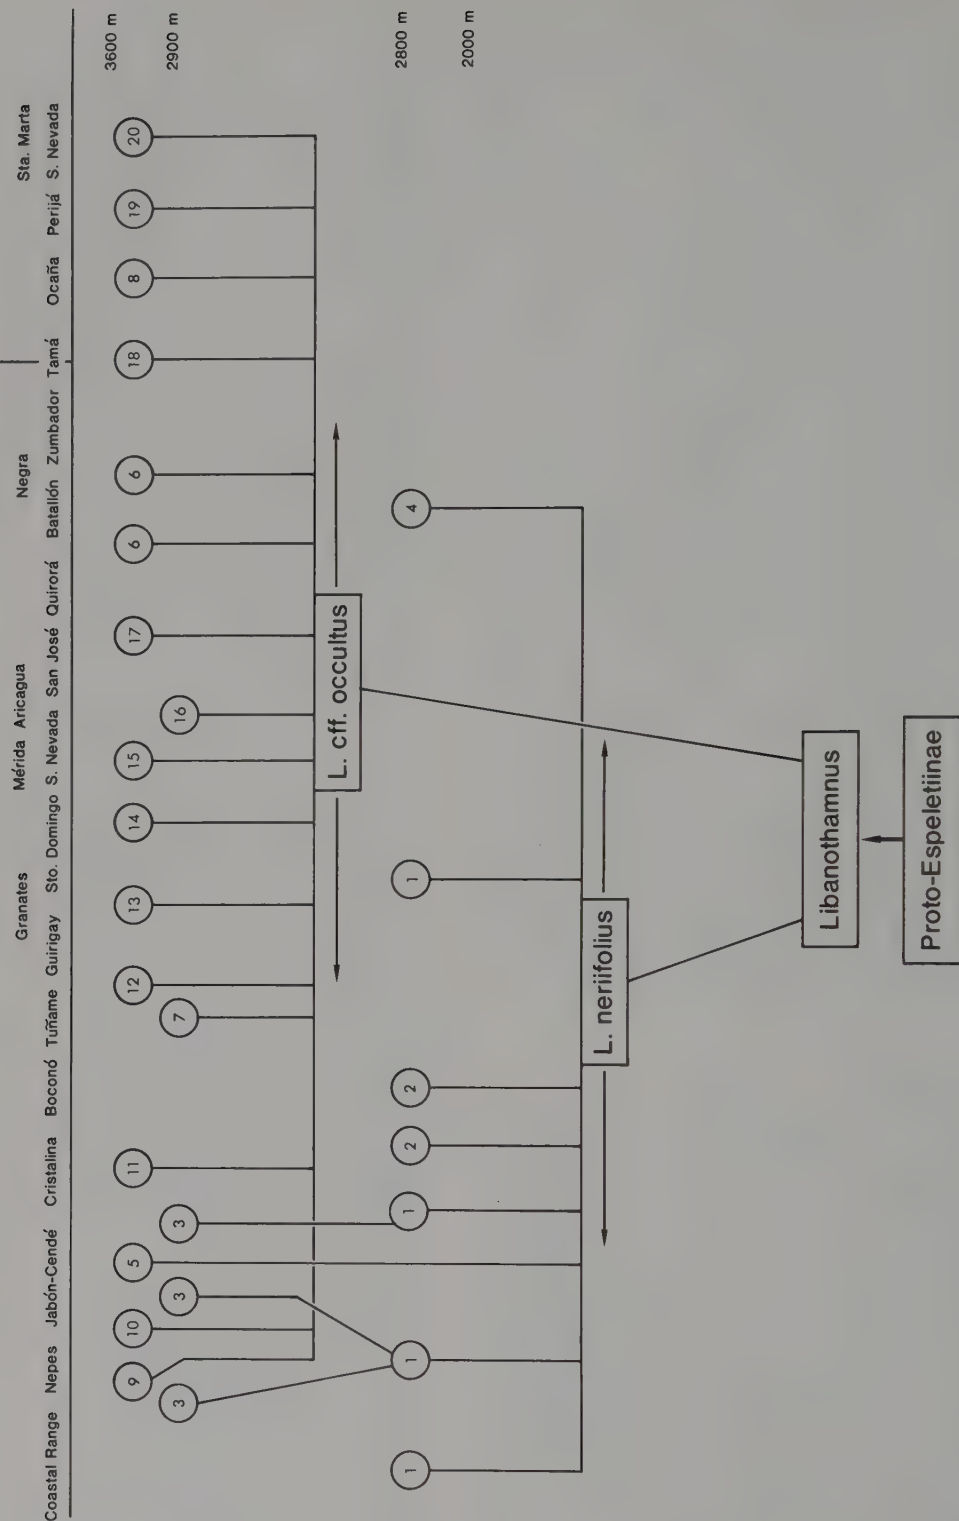 Granates Mérida Aricagua Negra Sta. Marta
Coastal Range Nepes Jabón-Cendé Cristalina Boconó Tuñame Guirigay Sto. Domingo S. Nevada San José Quirorá Batallón Zumbador Tamá Ocaña Perijá S. Nevada
9 10 5 11 12 13 14 15 17 6 6 18 8 19 20 3600 m
3 3 3 7 16 2900 m
L. cff. occultus
1 1 1 2 2 1 4 2800 m
2000 m
L. neriifolius
Libanothamnus
Proto-Espeletiinae